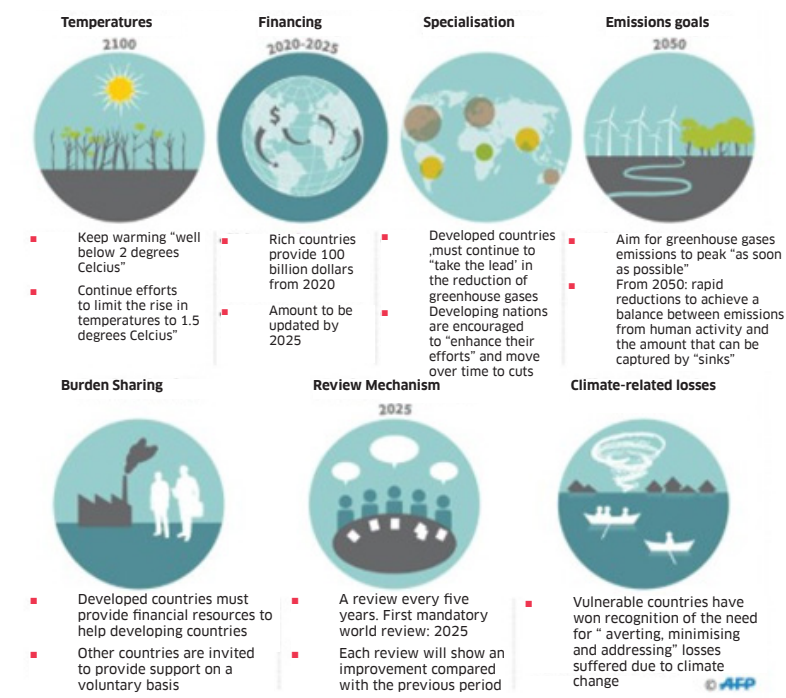 Temperatures
2100
Keep warming “well
below 2 degrees
Celcius”
Continue efforts
to limit the rise in
temperatures to 1.5
degrees Celcius”
Financing
2020-2025
$
Rich countries
provide 100
billion dollars
from 2020
Amount to be
updated by
2025
Specialisation
Developed countries
,must continue to
“take the lead’ in
the reduction of
greenhouse gases
Developing nations
are encouraged
to “enhance their
efforts” and move
over time to cuts
Emissions goals
2050
Aim for greenhouse gases
emissions to peak “as soon
as possible”
From 2050: rapid
reductions to achieve a
balance between emissions
from human activity and
the amount that can be
captured by “sinks”
Burden Sharing
Developed countries must
provide financial resources to
help developing countries
Other countries are invited
to provide support on a
voluntary basis
Review Mechanism
2025
A review every five
years. First mandatory
world review: 2025
Each review will show an
improvement compared
with the previous period
Climate-related losses
Vulnerable countries have
won recognition of the need
for “ averting, minimising
and addressing” losses
suffered due to climate
change
© AFP